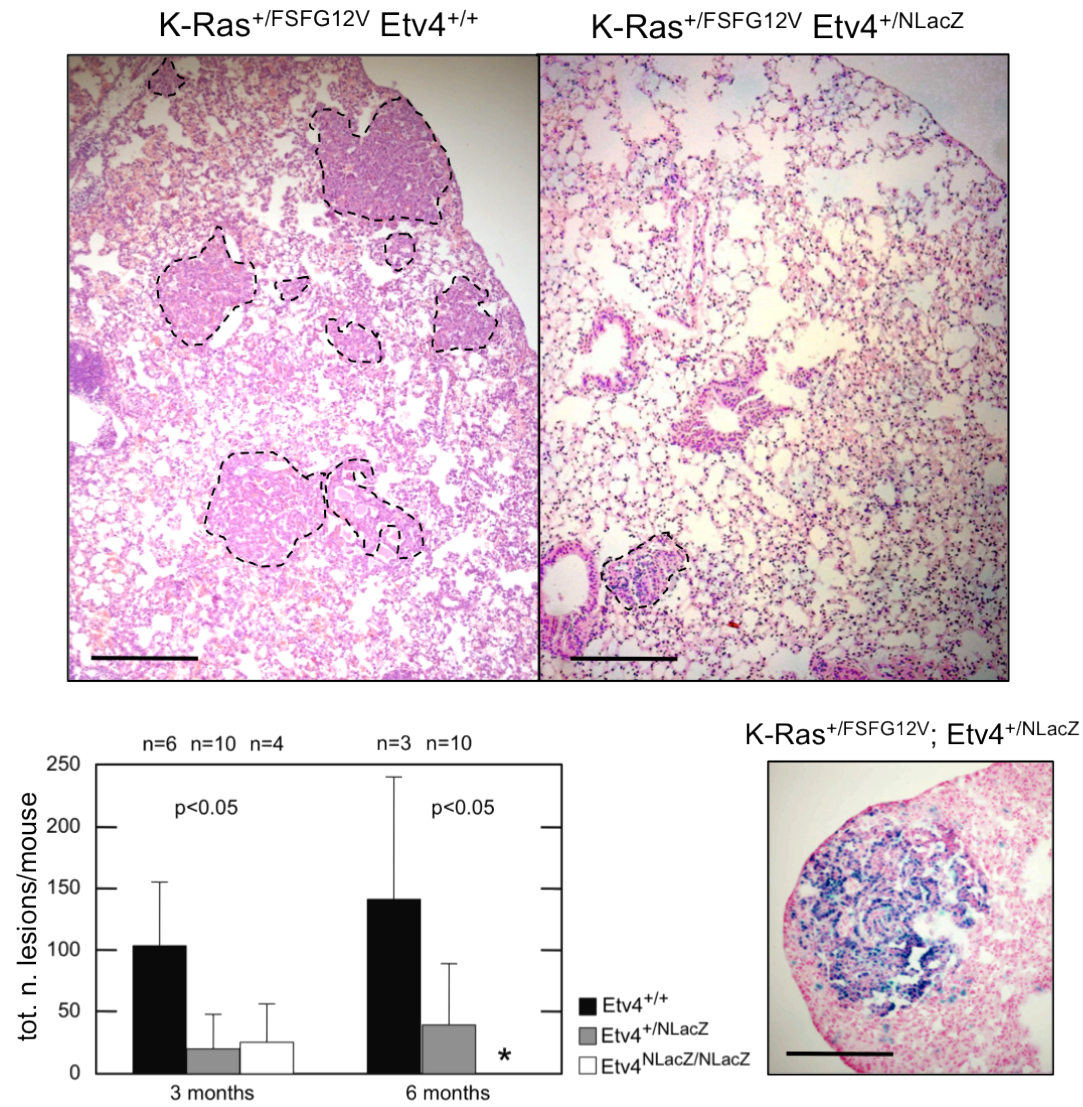 K-Ras+/FSFG12V Etv4+/+
K-Ras+/FSFG12V Etv4+/NLacZ
n=6 n=10 n=4
n=3 n=10
K-Ras+/FSFG12V; Etv4+/NLacZ
250
200
150
100
50
0
tot. n. lesions/mouse
p<0.05
p<0.05
*
3 months
6 months
Etv4+/+
Etv4+/NLacZ
Etv4NLacZ/NLacZ